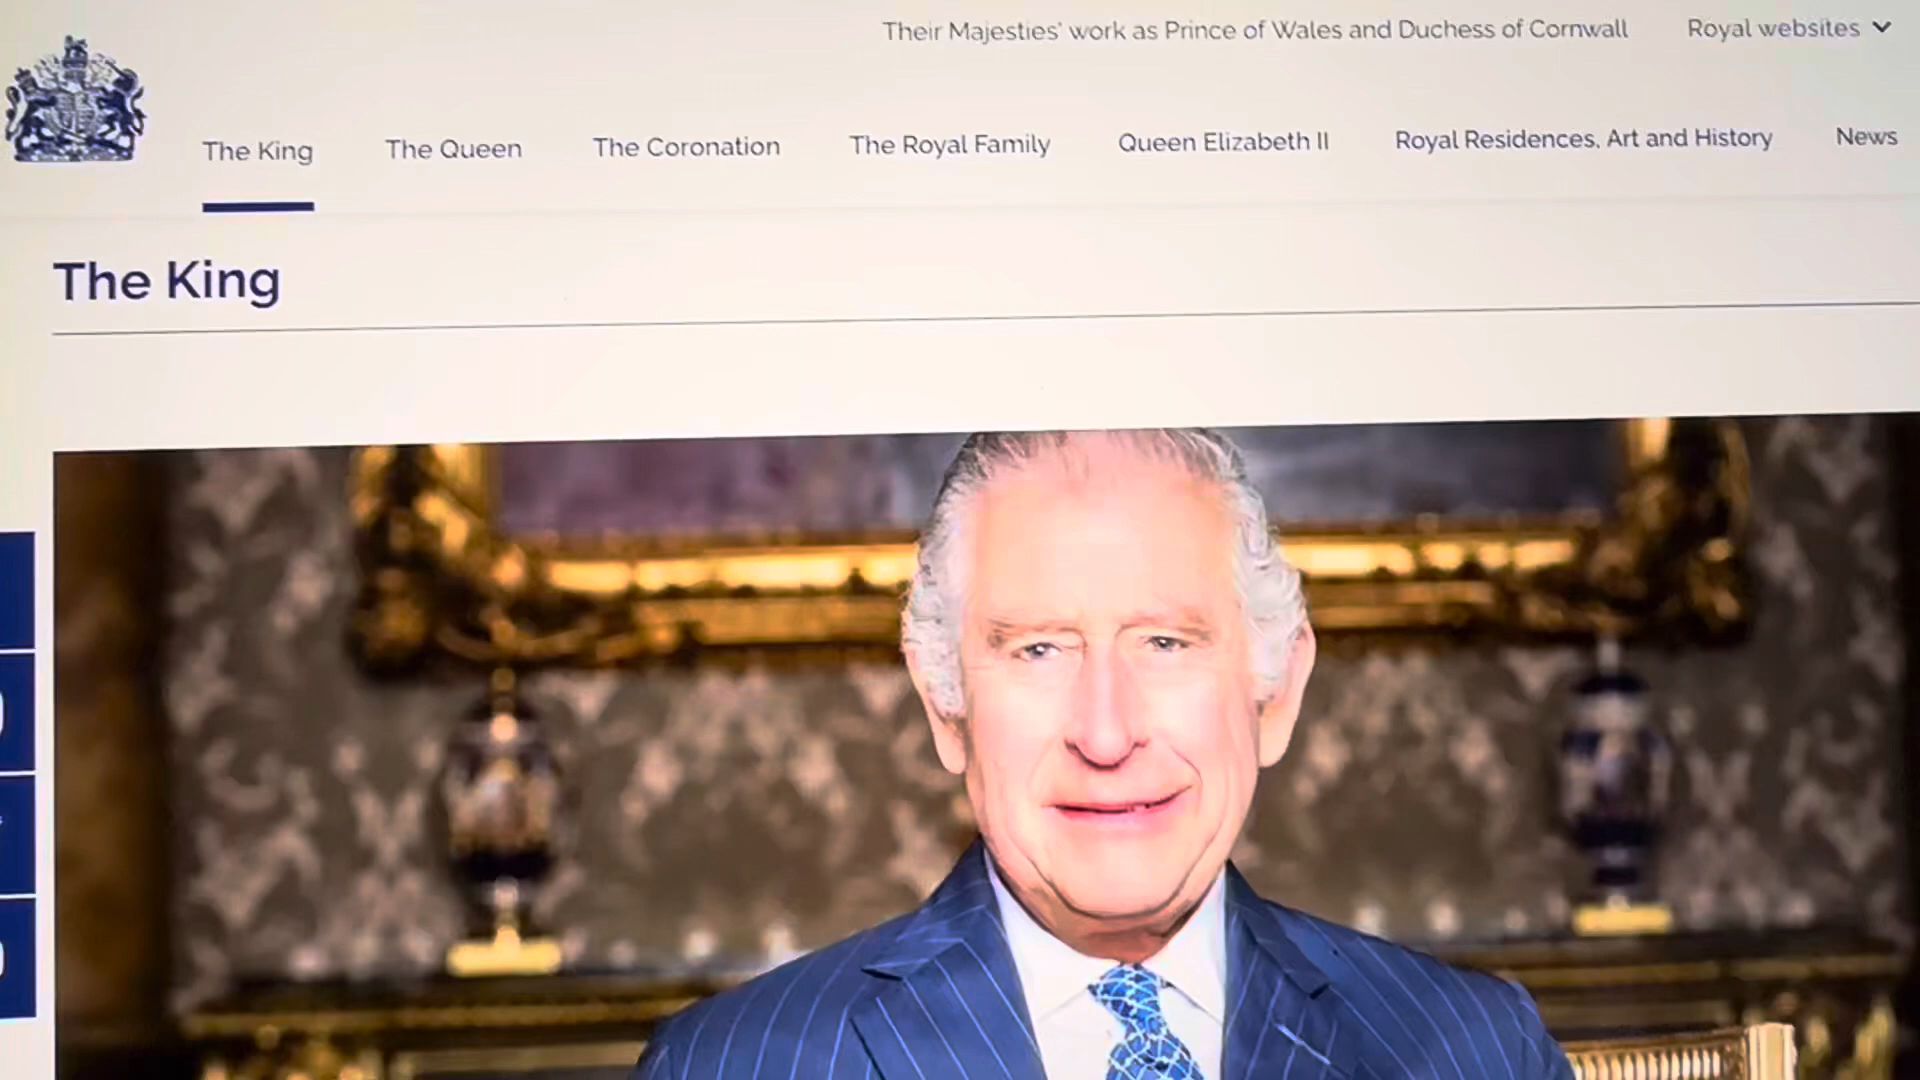 Their Majesties' work as Prince of Wales and Duchess of Cornwall Royal websites
The King The Queen The Coronation The Royal Family Queen Elizabeth II Royal Residences, Art and History News
The King